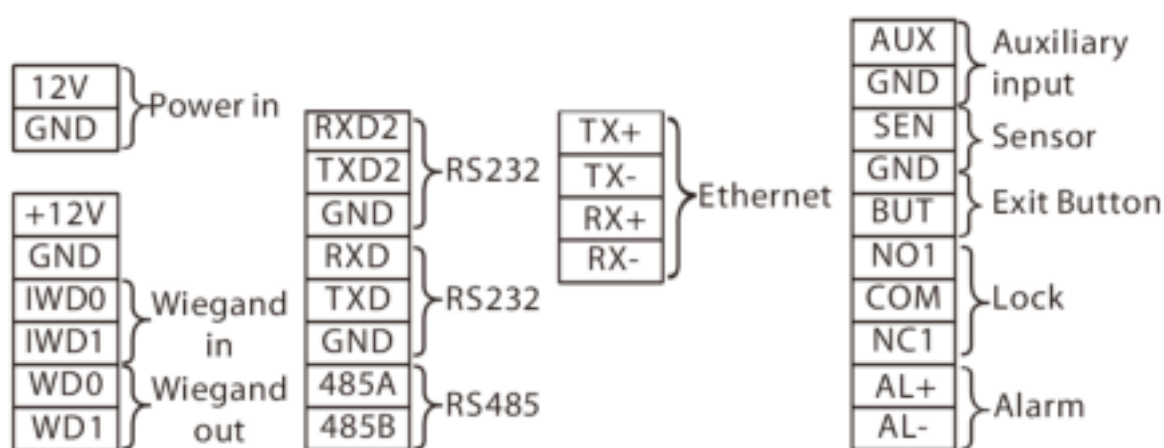 12V
GND
Power in
+12V
GND
IWD0
IWD1
WD0
WD1
Wiegand
in
Wiegand
out
RXD2
TXD2
GND
RXD
TXD
GND
485A
485B
RS232
RS232
RS485
TX+
TX-
RX+
RX-
Ethernet
AUX
GND
SEN
GND
BUT
NO1
COM
NC1
AL+
AL-
Auxiliary
input
Sensor
Exit Button
Lock
Alarm